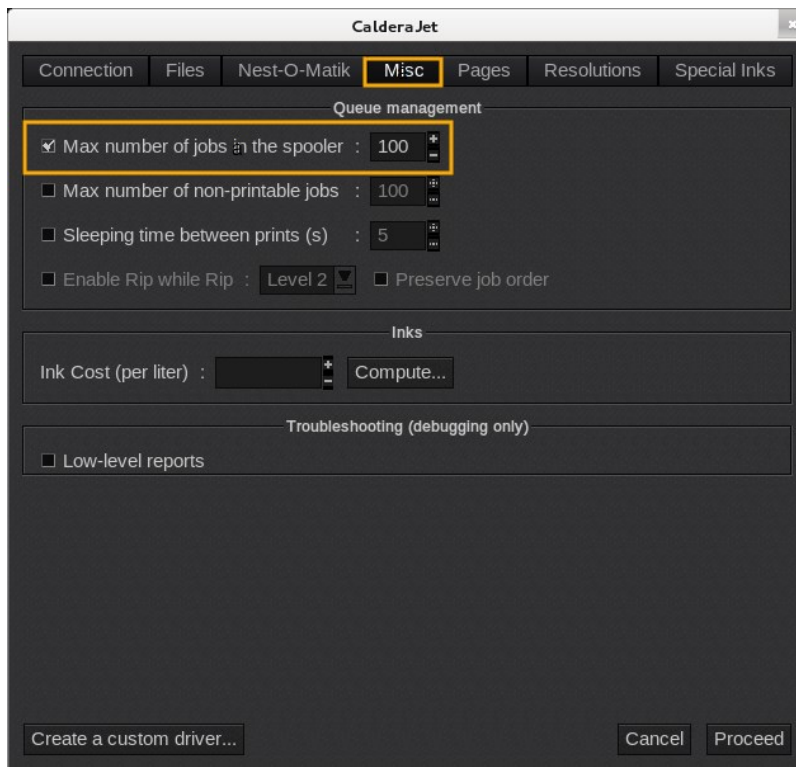 CalderaJet
Connection Files Nest-O-Matik Misc Pages Resolutions Special Inks
Queue management
Max number of jobs in the spooler : 100
Max number of non-printable jobs : 100
Sleeping time between prints (s) : 5
Enable Rip while Rip : Level 2 Preserve job order
Inks
Ink Cost (per liter) : Compute...
Troubleshooting (debugging only)
Low-level reports
Create a custom driver... Cancel Proceed